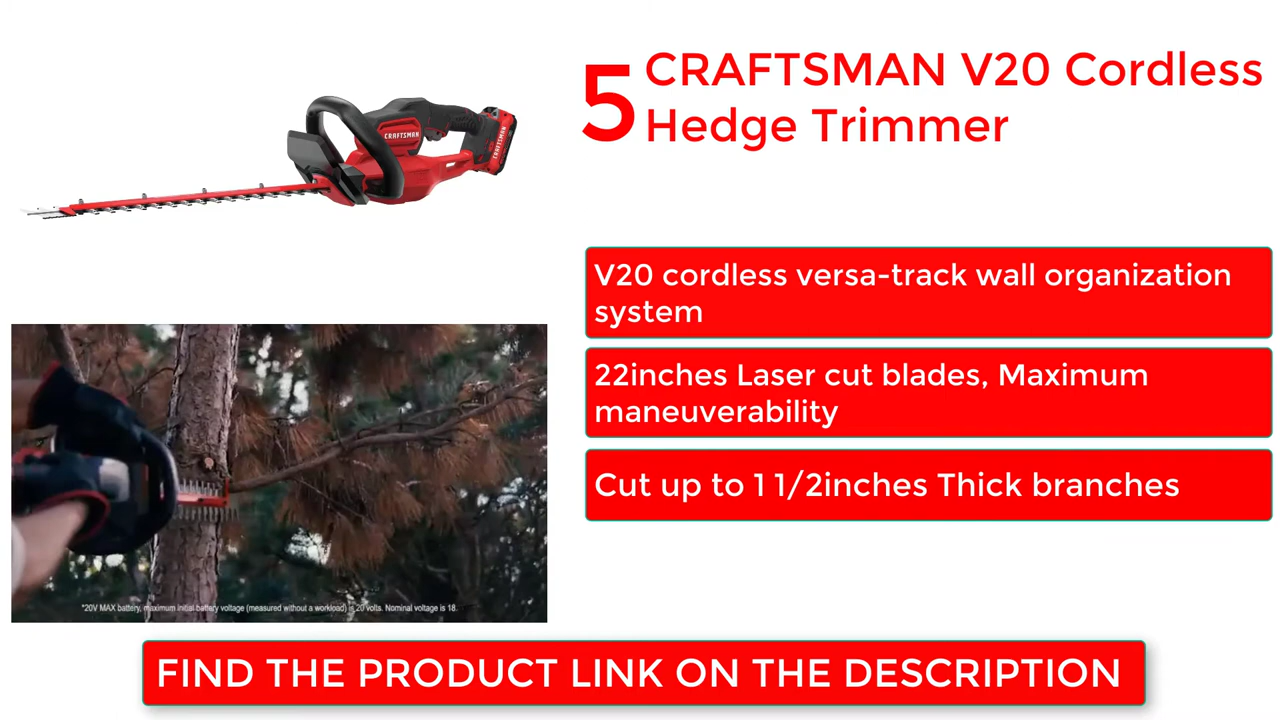 5
CRAFTSMAN V20 Cordless
Hedge Trimmer
CRAFTSMAN
CRAFTSMAN
V20 cordless versa-track wall organization
system
22inches Laser cut blades, Maximum
maneuverability
Cut up to 1 1/2inches Thick branches
*20V MAX battery, maximum initial battery voltage (measured without a workload) is 20 volts. Nominal voltage is 18.
FIND THE PRODUCT LINK ON THE DESCRIPTION